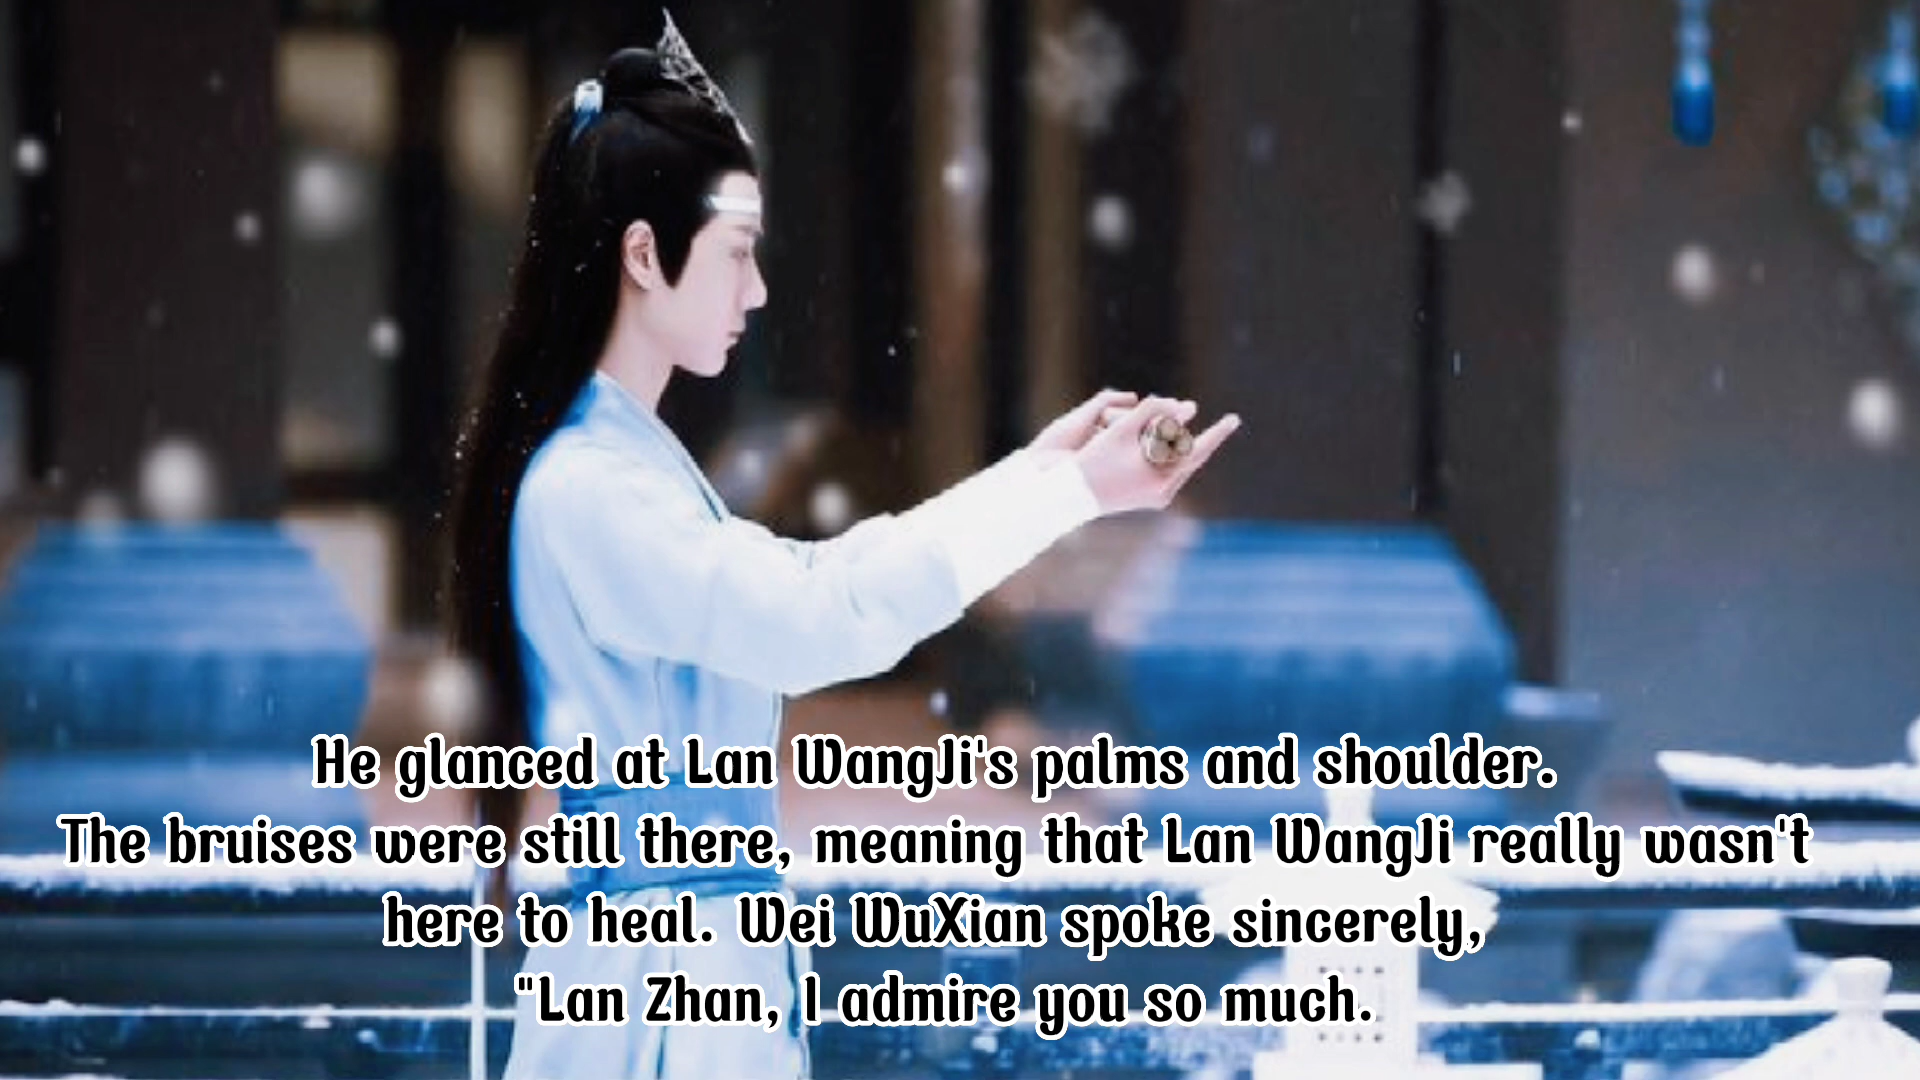 He glanced at Lan WangJi's palms and shoulder.
The bruises were still there, meaning that Lan WangJi really wasn't
here to heal. Wei WuXian spoke sincerely,
"Lan Zhan, I admire you so much.